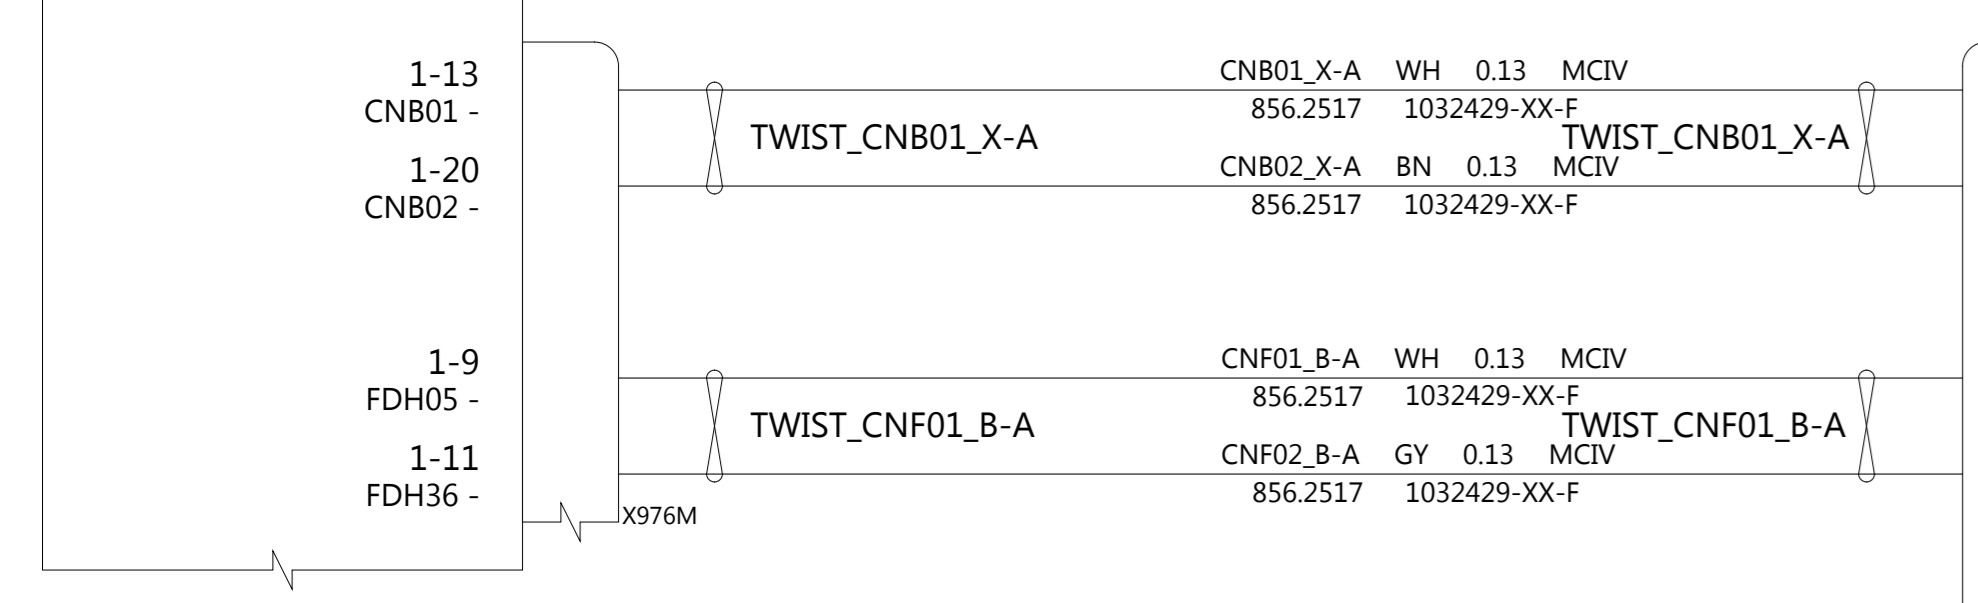 1-13
CNB01 -
CNB01_X-A WH 0.13 MCIV
856.2517 1032429-XX-F
TWIST_CNB01_X-A TWIST_CNB01_X-A
1-20
CNB02 -
CNB02_X-A BN 0.13 MCIV
856.2517 1032429-XX-F
1-9
FDH05 -
CNF01_B-A WH 0.13 MCIV
856.2517 1032429-XX-F
TWIST_CNF01_B-A TWIST_CNF01_B-A
1-11
FDH36 -
CNF02_B-A GY 0.13 MCIV
856.2517 1032429-XX-F
X976M